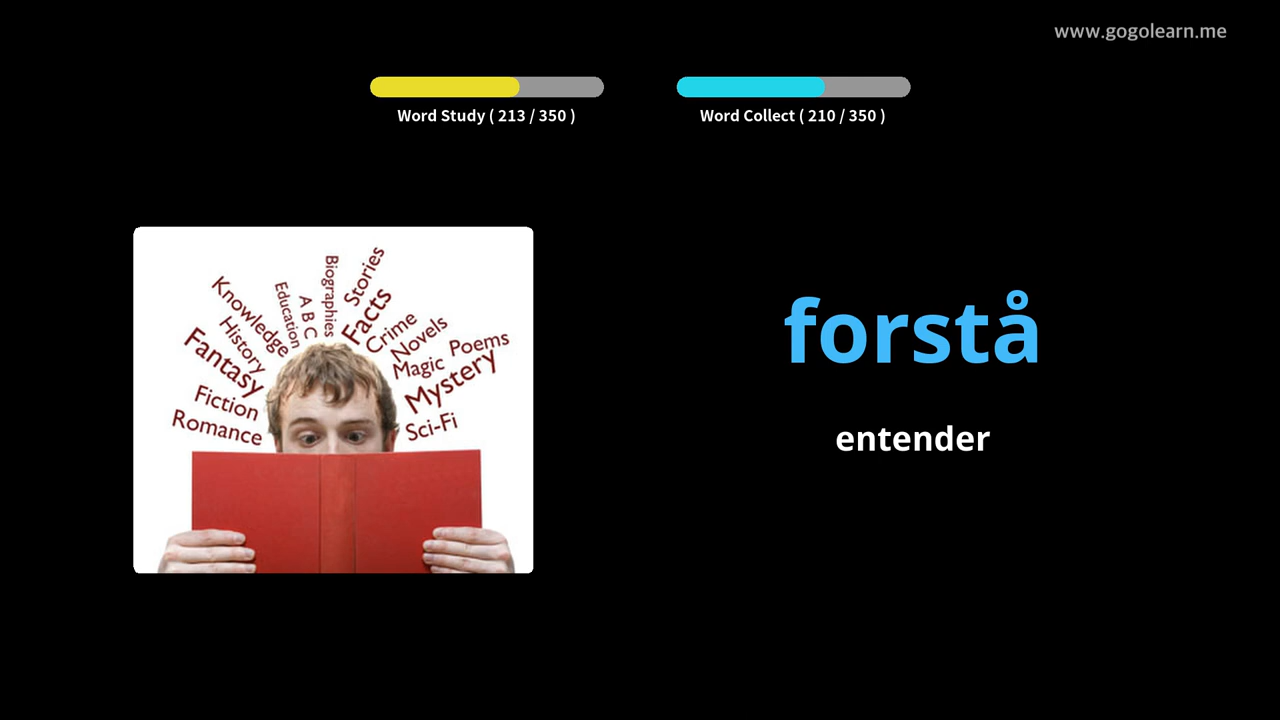 www.gogolearn.me
Word Study ( 213 / 350 )
Word Collect ( 210 / 350 )
Knowledge
Education
A B C
Biographies
Stories
Facts
Crime
Novels
Poems
Magic
Mystery
Sci-Fi
History
Fantasy
Fiction
Romance
forstå
entender